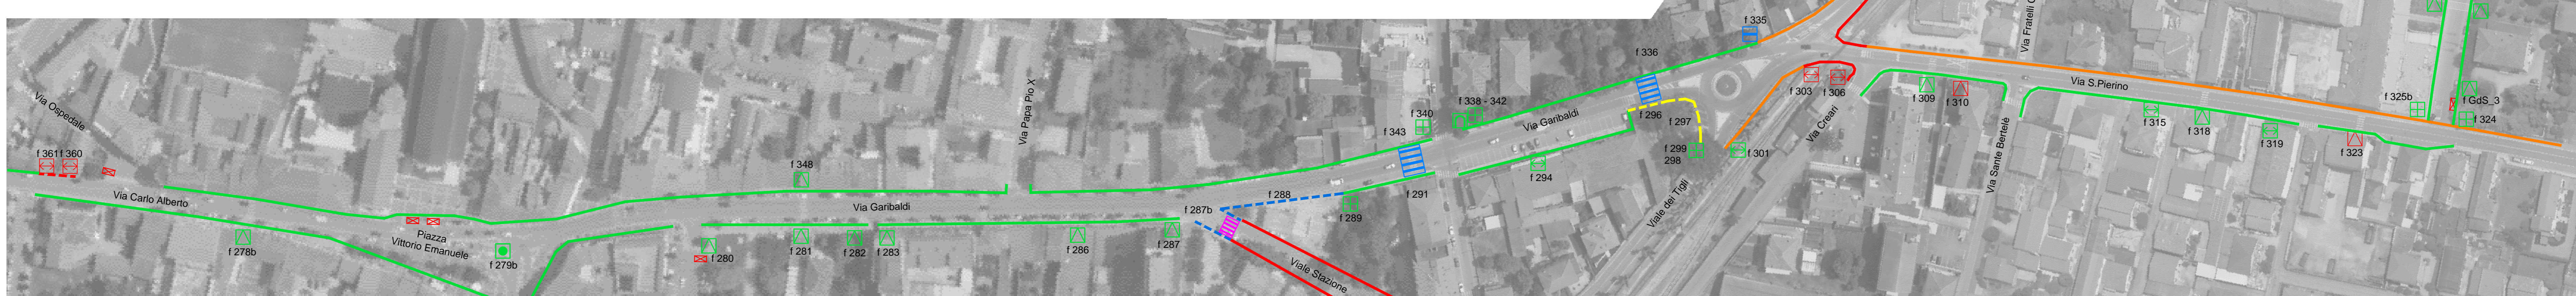 Via Ospedale
f 361
f 360
Via Carlo Alberto
f 278b
Piazza
Vittorio Emanuele
f 279b
f 280
f 348
f 281
f 282
f 283
Via Garibaldi
Via Papa Pio X
f 286
f 287
f 287b
f 288
Viale Stazione
f 289
f 343
f 340
f 291
f 338 - 342
Via Garibaldi
f 294
f 336
f 296
f 297
f 299
298
f 335
f 301
Viale dei Tigli
f 303
f 306
Via Creari
f 309
f 310
Via Sante Bertelè
Via Fratelli C
Via S.Pierino
f 315
f 318
f 319
f 323
f 325b
f GdS_3
f 324